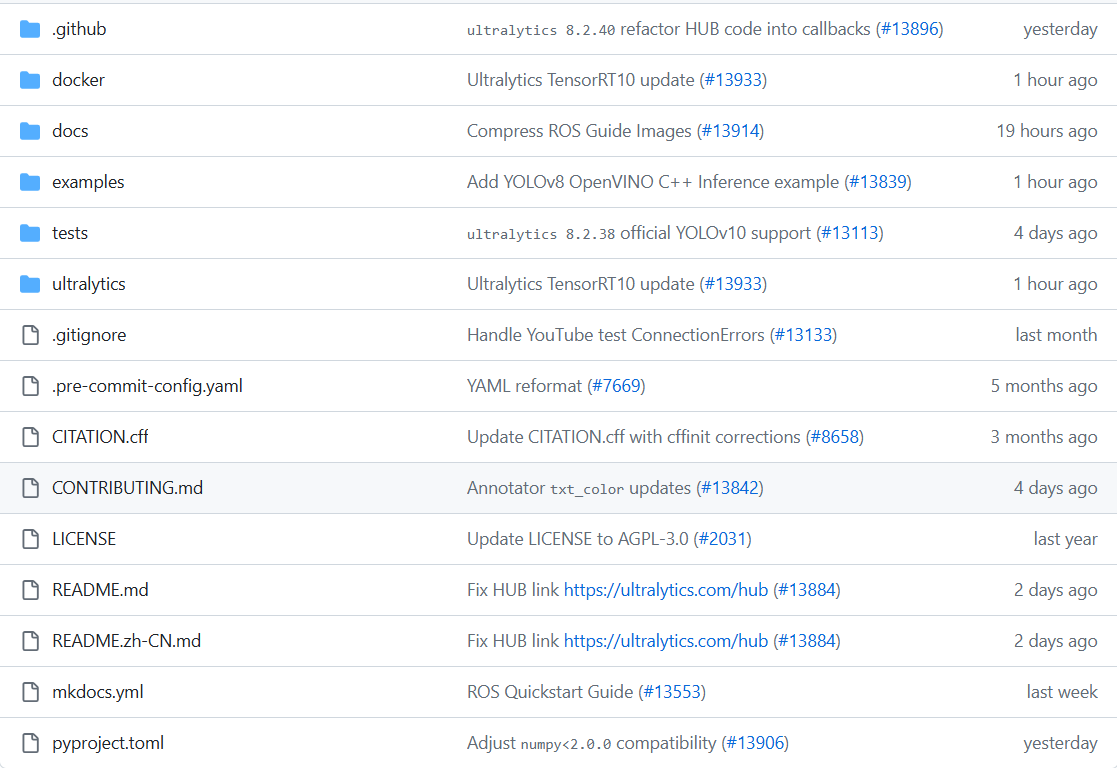 .github ultralytics 8.2.40 refactor HUB code into callbacks (#13896) yesterday
docker Ultralytics TensorRT10 update (#13933) 1 hour ago
docs Compress ROS Guide Images (#13914) 19 hours ago
examples Add YOLOv8 OpenVINO C++ Inference example (#13839) 1 hour ago
tests ultralytics 8.2.38 official YOLOv10 support (#13113) 4 days ago
ultralytics Ultralytics TensorRT10 update (#13933) 1 hour ago
.gitignore Handle YouTube test ConnectionErrors (#13133) last month
.pre-commit-config.yaml YAML reformat (#7669) 5 months ago
CITATION.cff Update CITATION.cff with cffinit corrections (#8658) 3 months ago
CONTRIBUTING.md Annotator txt_color updates (#13842) 4 days ago
LICENSE Update LICENSE to AGPL-3.0 (#2031) last year
README.md Fix HUB link https://ultralytics.com/hub (#13884) 2 days ago
README.zh-CN.md Fix HUB link https://ultralytics.com/hub (#13884) 2 days ago
mkdocs.yml ROS Quickstart Guide (#13553) last week
pyproject.toml Adjust numpy<2.0.0 compatibility (#13906) yesterday